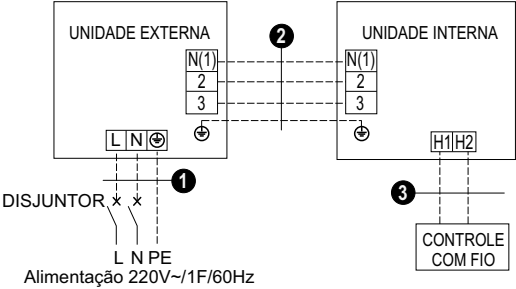 UNIDADE EXTERNA
2
UNIDADE INTERNA
N(1)
2
3
N(1)
2
3
L N
H1 H2
1
DISJUNTOR
3
L N PE
Alimentação 220V~/1F/60Hz
CONTROLE
COM FIO